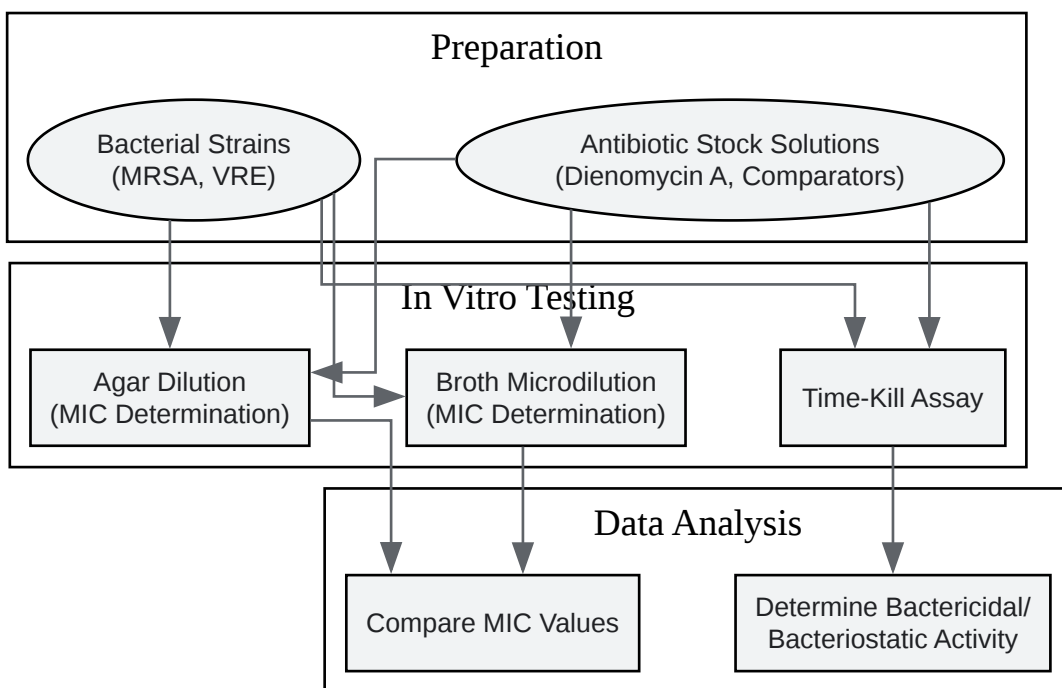 Preparation
Bacterial Strains
(MRSA, VRE)
Antibiotic Stock Solutions
(Dienomycin A, Comparators)
In Vitro Testing
Agar Dilution
(MIC Determination)
Broth Microdilution
(MIC Determination)
Time-Kill Assay
Data Analysis
Compare MIC Values
Determine Bactericidal/
Bacteriostatic Activity